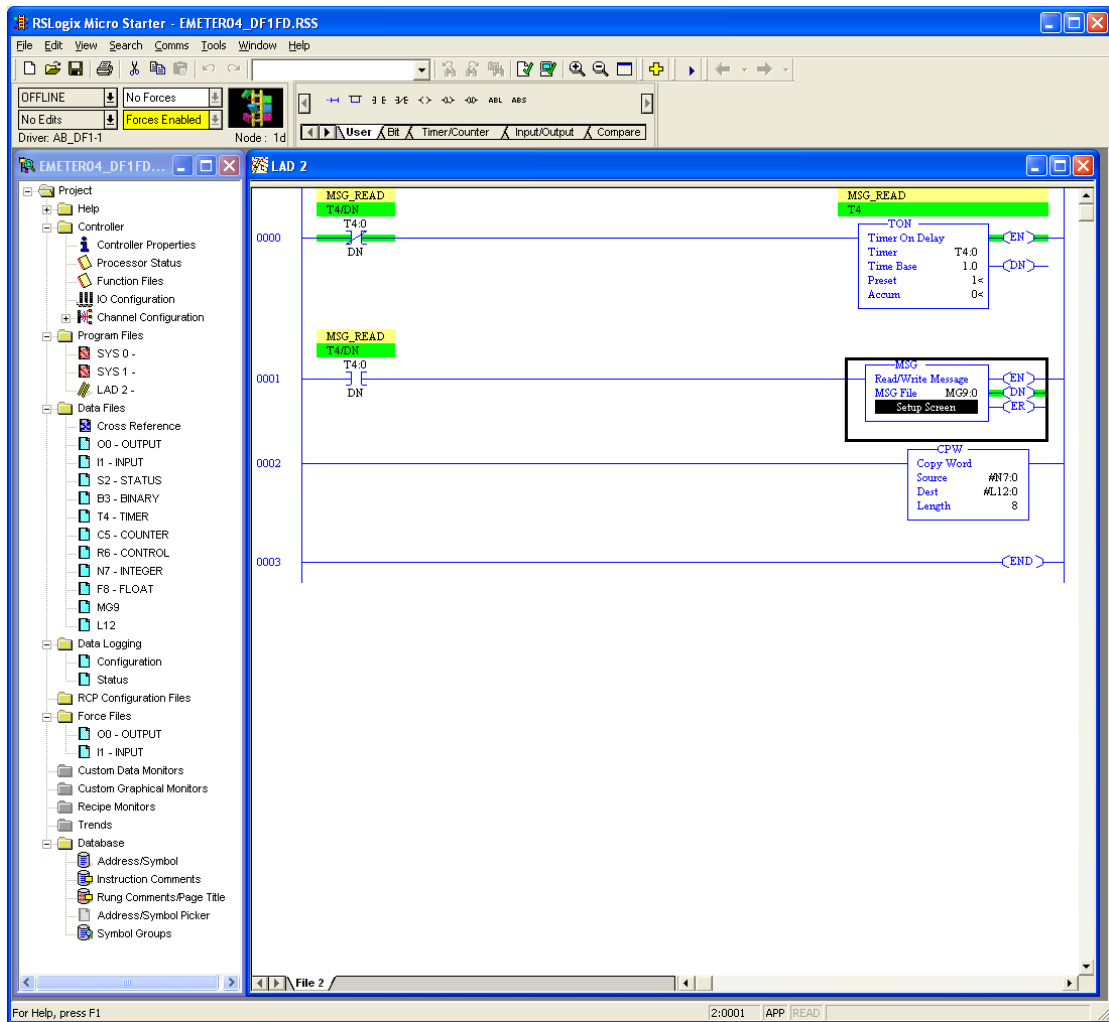 RSLogix Micro Starter - EMETER04_DF1FD.RSS
File Edit View Search Comms Tools Window Help
OFFLINE No Forces
No Edits Forces Enabled
Driver: AB_DF1-1 Node : 1d
ABL ABS
User Bit Timer/Counter Input/Output Compare
EMETER04_DF1FD...
Project
Help
Controller
Controller Properties
Processor Status
Function Files
IO Configuration
Channel Configuration
Program Files
SYS 0 -
SYS 1 -
LAD 2 -
Data Files
Cross Reference
O0 - OUTPUT
I1 - INPUT
S2 - STATUS
B3 - BINARY
T4 - TIMER
C5 - COUNTER
R6 - CONTROL
N7 - INTEGER
F8 - FLOAT
MG9
L12
Data Logging
Configuration
Status
RCP Configuration Files
Force Files
O0 - OUTPUT
I1 - INPUT
Custom Data Monitors
Custom Graphical Monitors
Recipe Monitors
Trends
Database
Address/Symbol
Instruction Comments
Rung Comments/Page Title
Address/Symbol Picker
Symbol Groups
LAD 2
MSG_READ
T4/DN
T4:0
DN
0000
MSG_READ
T4
TON
Timer On Delay
Timer T4:0
Time Base 1.0
Preset 1<
Accum 0<
EN
DN
MSG_READ
T4/DN
T4:0
DN
0001
MSG
Read/Write Message
MSG File MG9:0
Setup Screen
EN
DN
ER
0002
CPW
Copy Word
Source #N7:0
Dest #L12:0
Length 8
0003
END
File 2
For Help, press F1
2:0001 APP READ